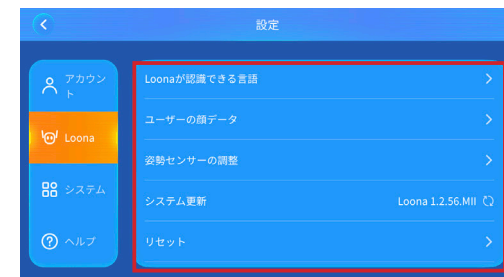 設定
アカウン
ト
Loona
システム
ヘルプ
Loonaが認識できる言語
ユーザーの顔データ
姿勢センサーの調整
システム更新 Loona 1.2.56.MII
リセット